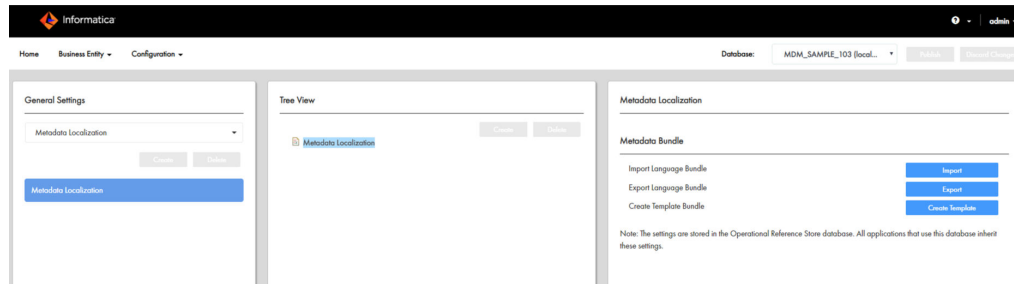 Informatica
admin
Home Business Entity Configuration Database: MDM_SAMPLE_103 (local... Publish Discard Changes
General Settings
Metadata Localization
Create Delete
Metadata Localization
Tree View
Create Delete
Metadata Localization
Metadata Localization
Metadata Bundle
Import Language Bundle Import
Export Language Bundle Export
Create Template Bundle Create Template
Note: The settings are stored in the Operational Reference Store database. All applications that use this database inherit
these settings.